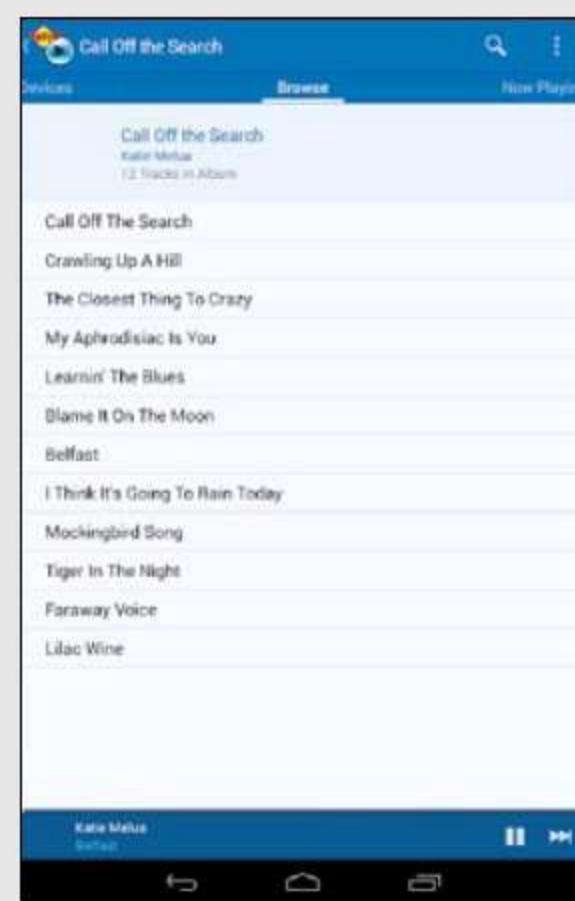 Call Off the Search
Devices Browse Now Playin
Call Off the Search
Katie Melua
12 Tracks in Album
Call Off The Search
Crawling Up A Hill
The Closest Thing To Crazy
My Aphrodisiac Is You
Learnin' The Blues
Blame It On The Moon
Belfast
I Think It's Going To Rain Today
Mockingbird Song
Tiger In The Night
Faraway Voice
Lilac Wine
Katie Melua
Belfast